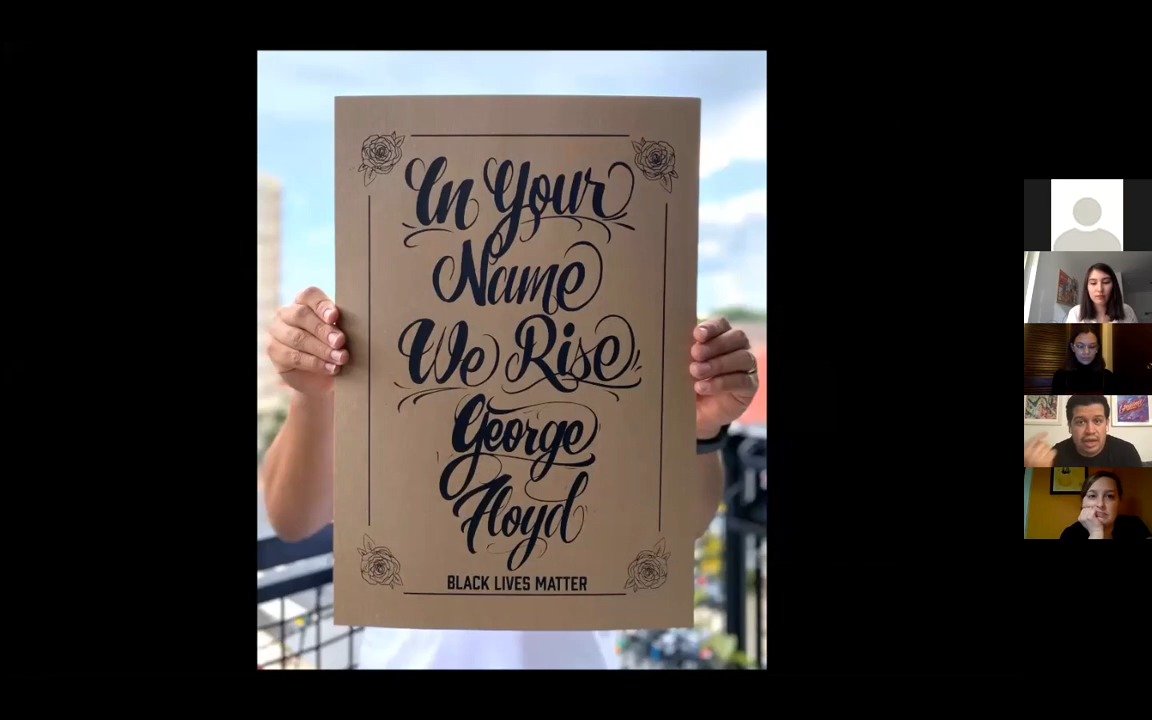 In Your
Name
We Rise
George
Floyd
BLACK LIVES MATTER